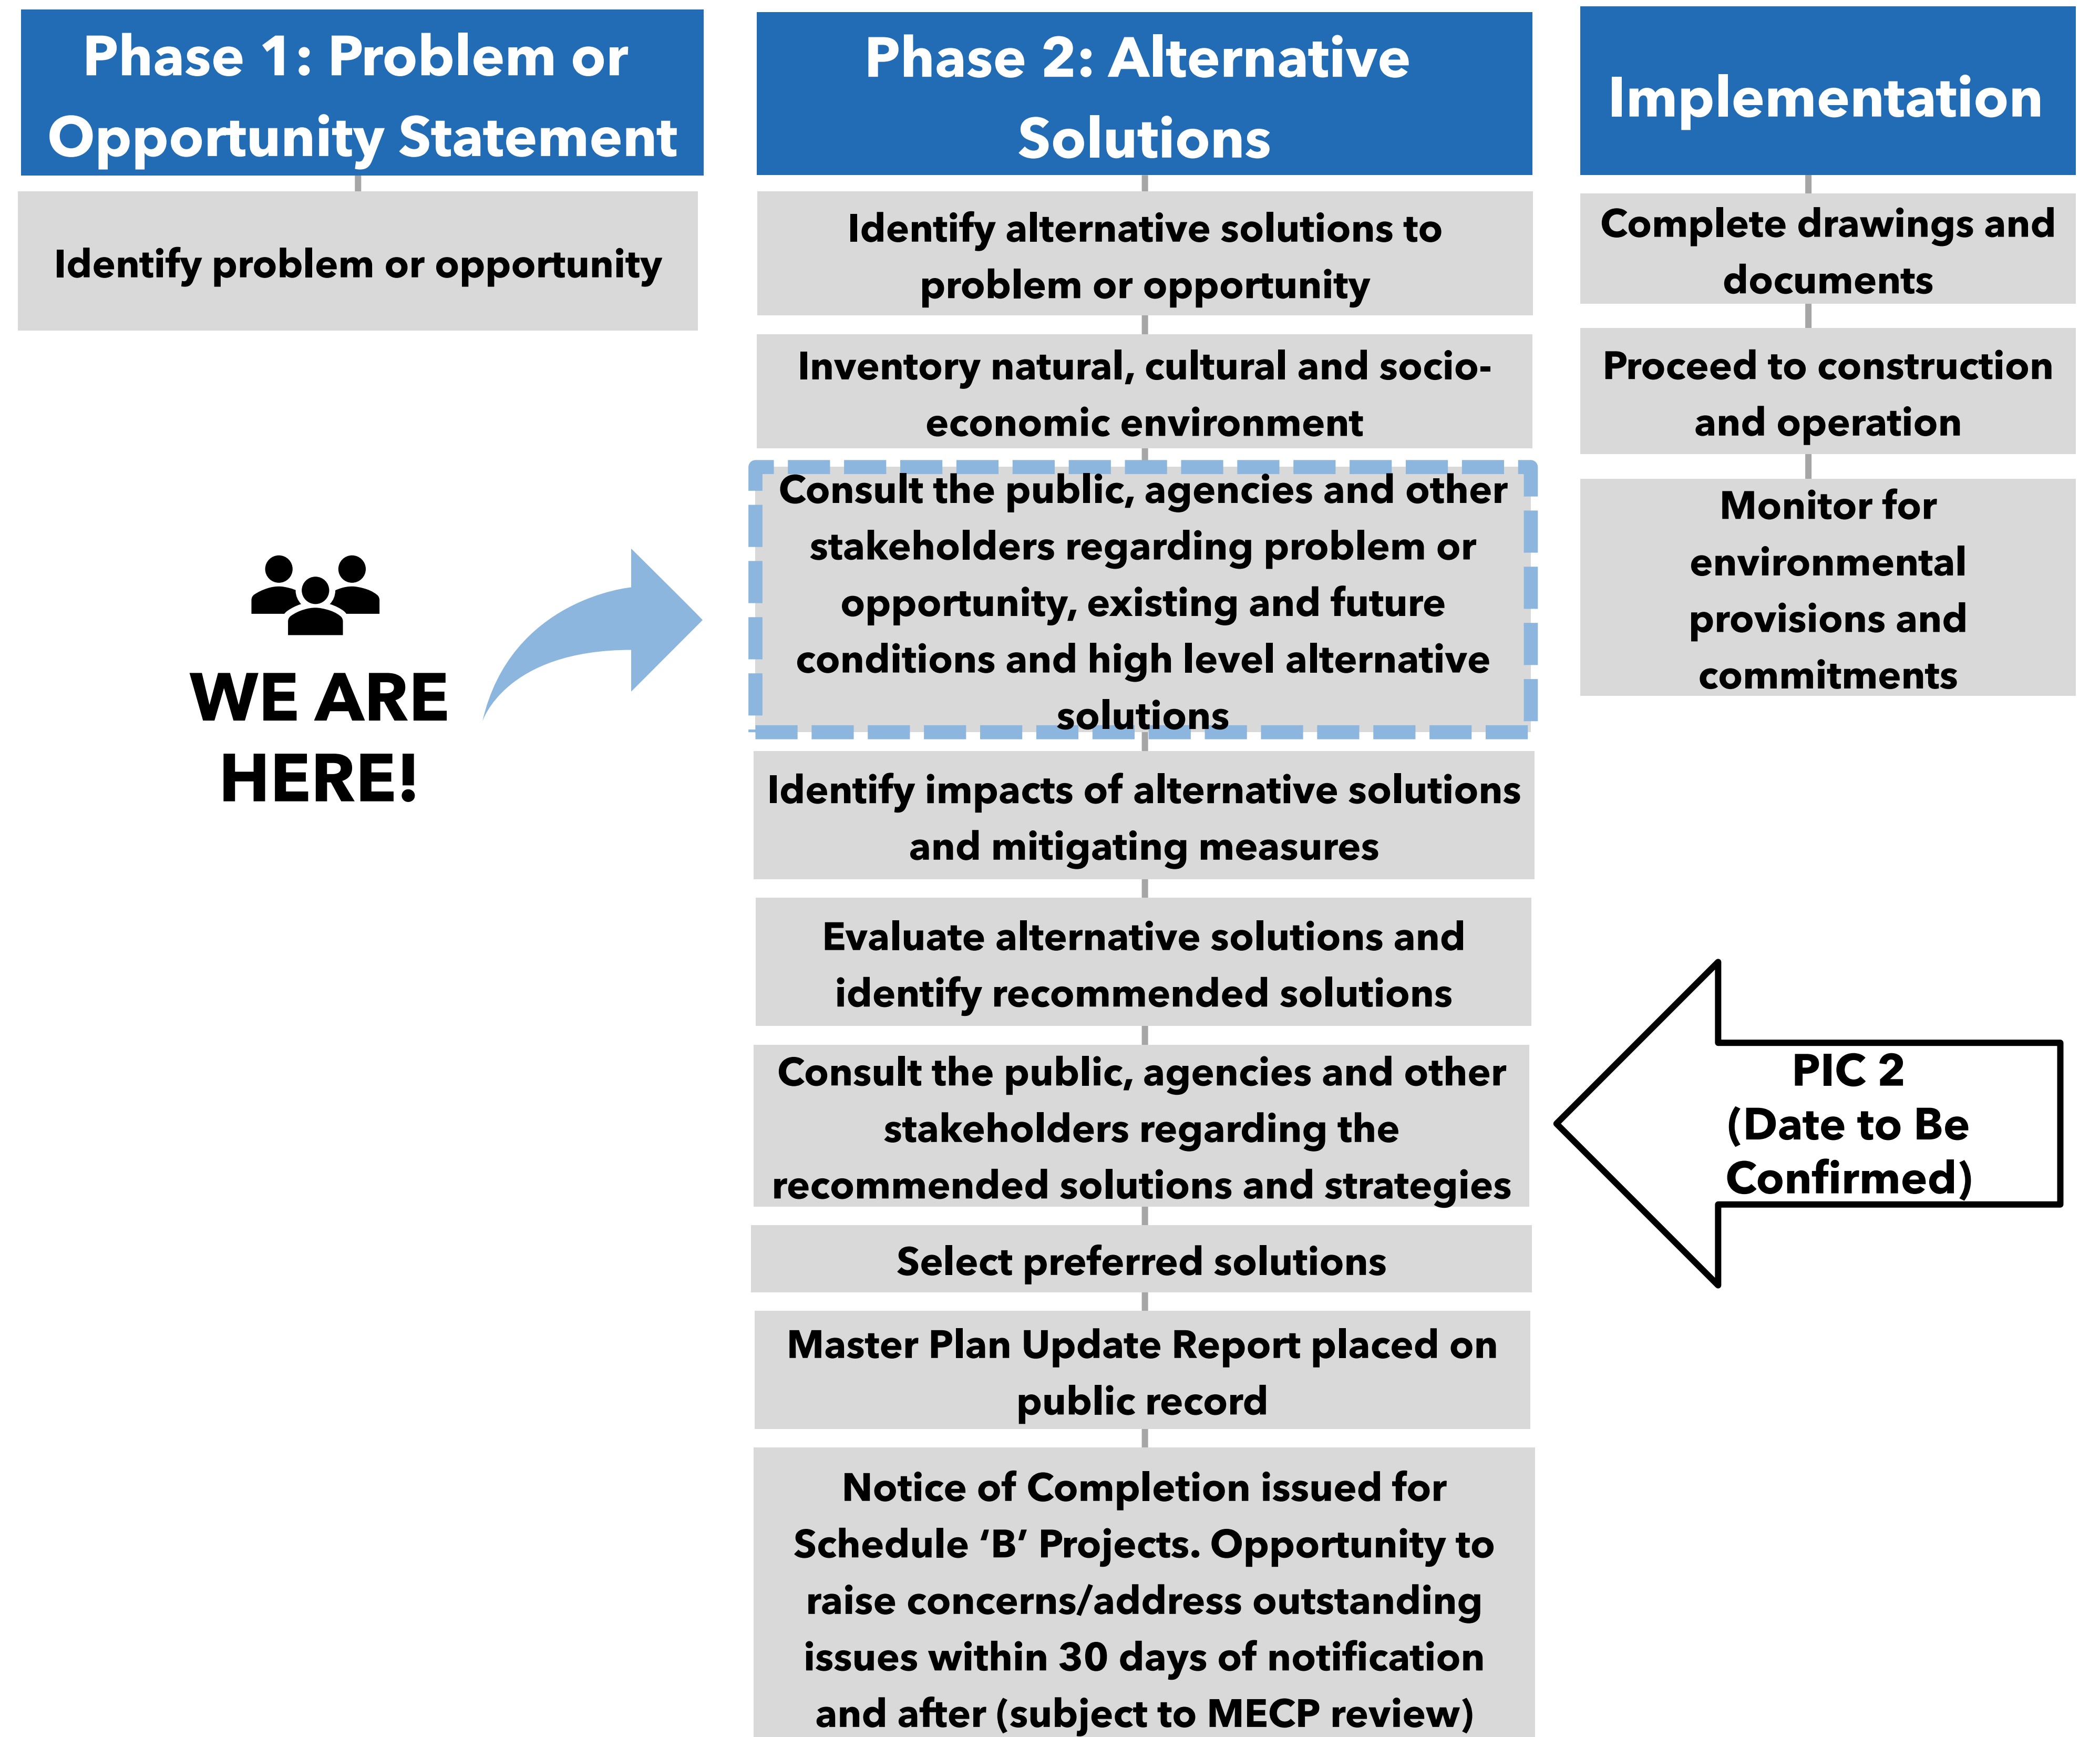 Phase 1: Problem or
Opportunity Statement
Identify problem or opportunity
WE ARE
HERE!
Phase 2: Alternative
Solutions
Identify alternative solutions to
problem or opportunity
Inventory natural, cultural and socio-
economic environment
Consult the public, agencies and other
stakeholders regarding problem or
opportunity, existing and future
conditions and high level alternative
solutions
Identify impacts of alternative solutions
and mitigating measures
Evaluate alternative solutions and
identify recommended solutions
Consult the public, agencies and other
stakeholders regarding the
recommended solutions and strategies
Select preferred solutions
Master Plan Update Report placed on
public record
Notice of Completion issued for
Schedule ‘B’ Projects. Opportunity to
raise concerns/address outstanding
issues within 30 days of notification
and after (subject to MECP review)
Implementation
Complete drawings and
documents
Proceed to construction
and operation
Monitor for
environmental
provisions and
commitments
PIC 2
(Date to Be
Confirmed)